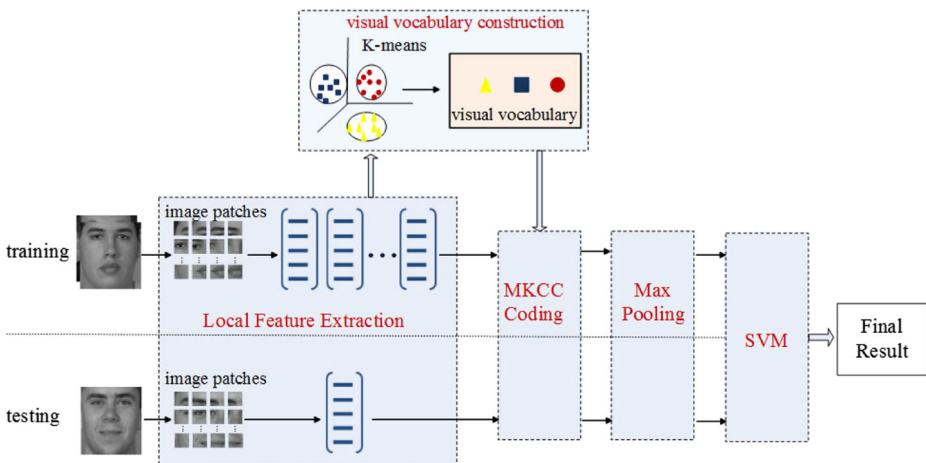 visual vocabulary construction
K-means
visual vocabulary
image patches
training
MKCC
Coding
Max
Pooling
Local Feature Extraction
SVM
Final
Result
image patches
testing